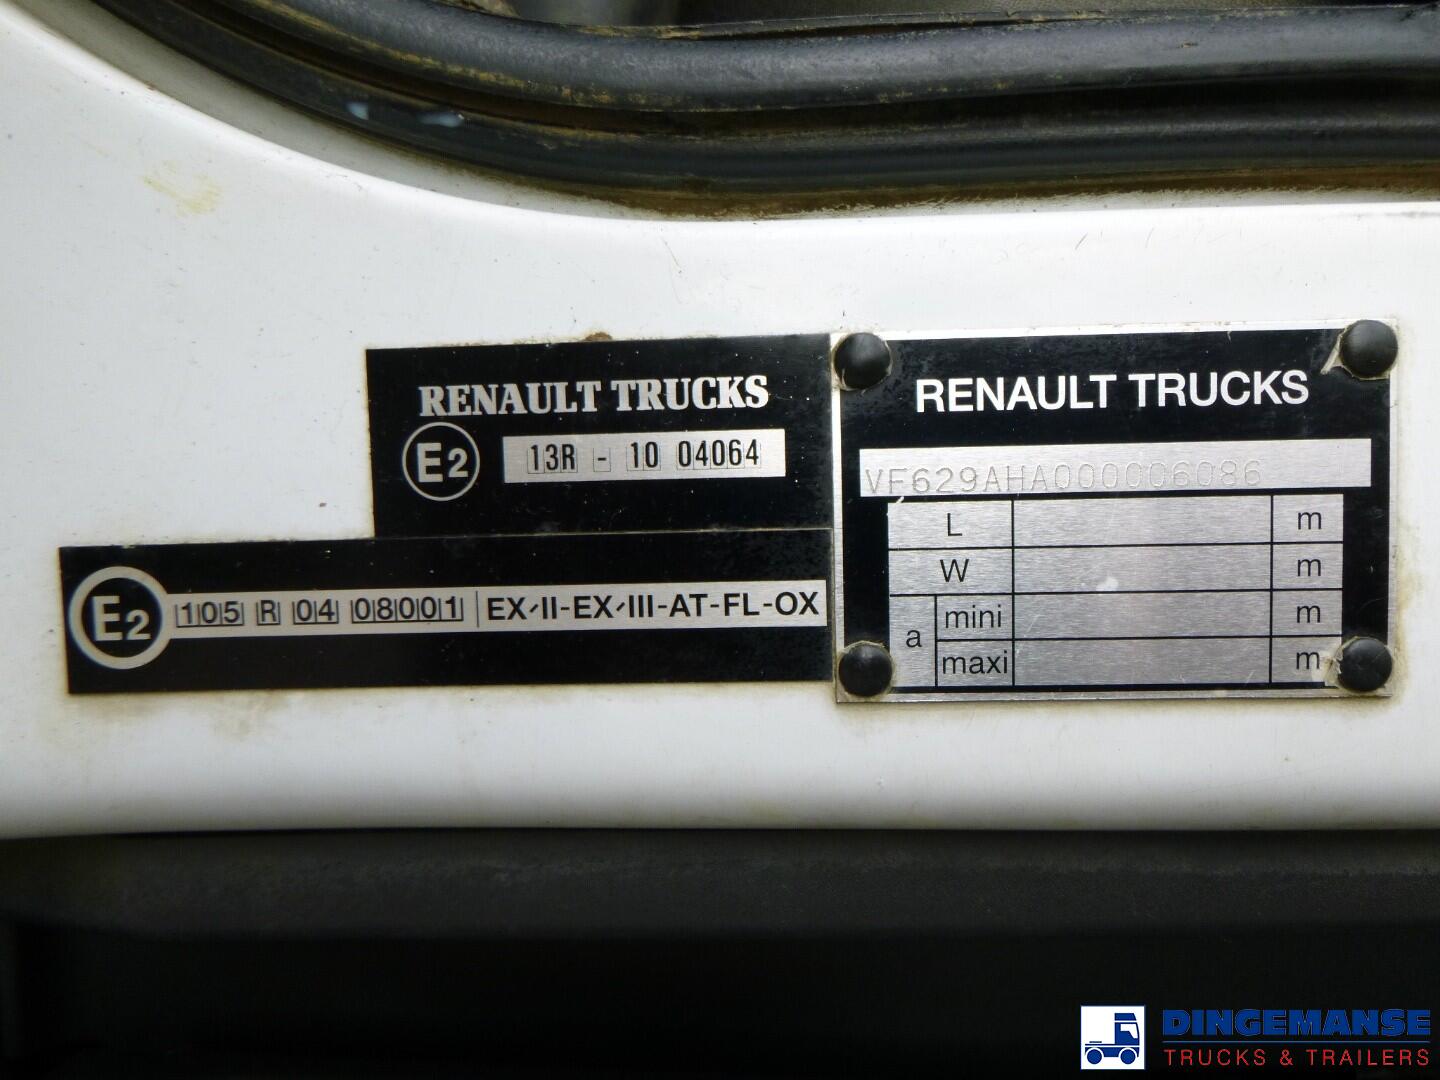 RENAULT TRUCKS
E2 13R - 10 04064
E2 105 R 04 08001 EX/II-EX/III-AT-FL-OX
RENAULT TRUCKS
VF629AHA000006086
L m
W m
a mini m
maxi m
DINGEMANSE
TRUCKS & TRAILERS